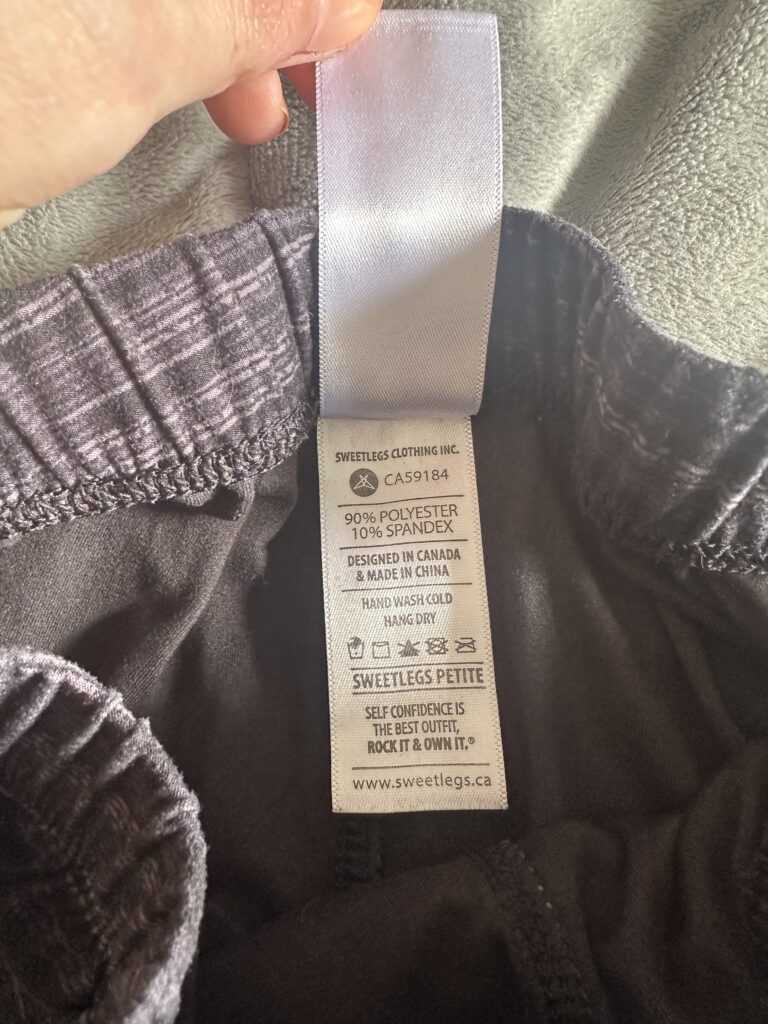 SWEETLEGS CLOTHING INC.
CA59184
90% POLYESTER
10% SPANDEX
DESIGNED IN CANADA
& MADE IN CHINA
HAND WASH COLD
HANG DRY
SWEETLEGS PETITE
SELF CONFIDENCE IS
THE BEST OUTFIT,
ROCK IT & OWN IT.®
www.sweetlegs.ca